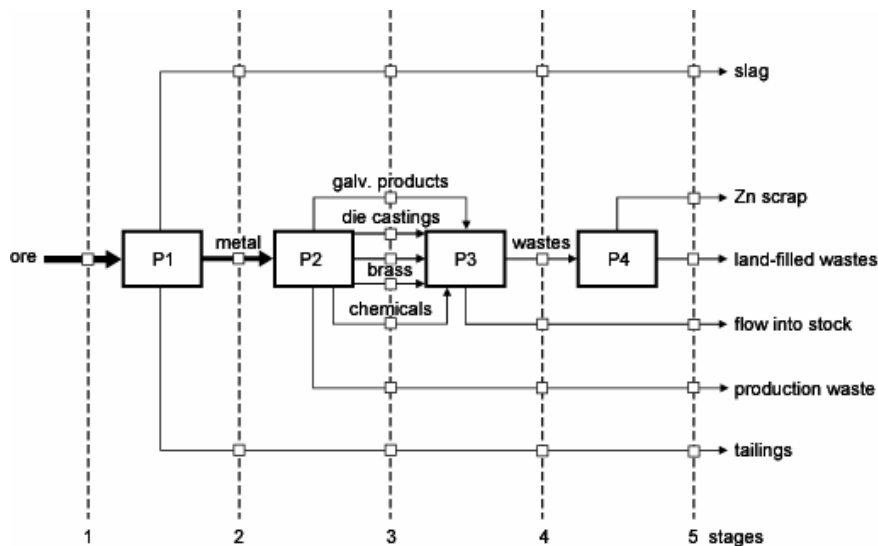 slag
galv. products
Zn scrap
die castings
ore
P1
metal
P2
brass
P3
wastes
P4
land-filled wastes
chemicals
flow into stock
production waste
tailings
1 2 3 4 5 stages